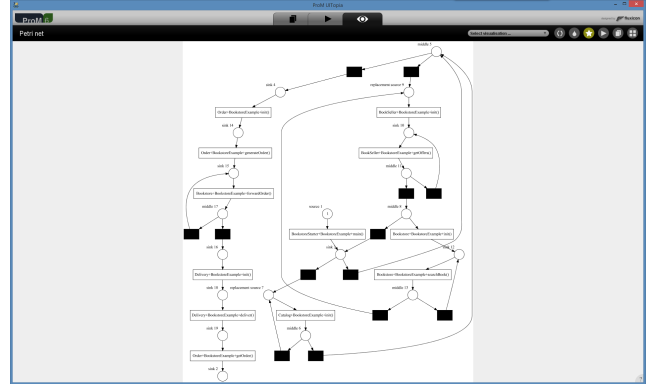 ProM UITopia
ProM 6
Petri net
Select visualisation ...
middle 5
sink 4
replacement source 9
Order+BookstoreExample+init()
BookSeller+BookstoreExample+init()
sink 14
sink 10
Order+BookstoreExample+generateOrder()
BookSeller+BookstoreExample+getOffers()
sink 15
middle 11
Bookstore+BookstoreExample+forwardOrder()
middle 17
source 1
middle 8
BookstoreStarter+BookstoreExample+main()
Bookstore+BookstoreExample+init()
sink 16
sink 12
Delivery+BookstoreExample+init()
Bookstore+BookstoreExample+searchBook()
sink 18
replacement source 7
middle 13
Delivery+BookstoreExample+deliver()
Catalog+BookstoreExample+init()
sink 19
middle 6
Order+BookstoreExample+getOrder()
sink 2